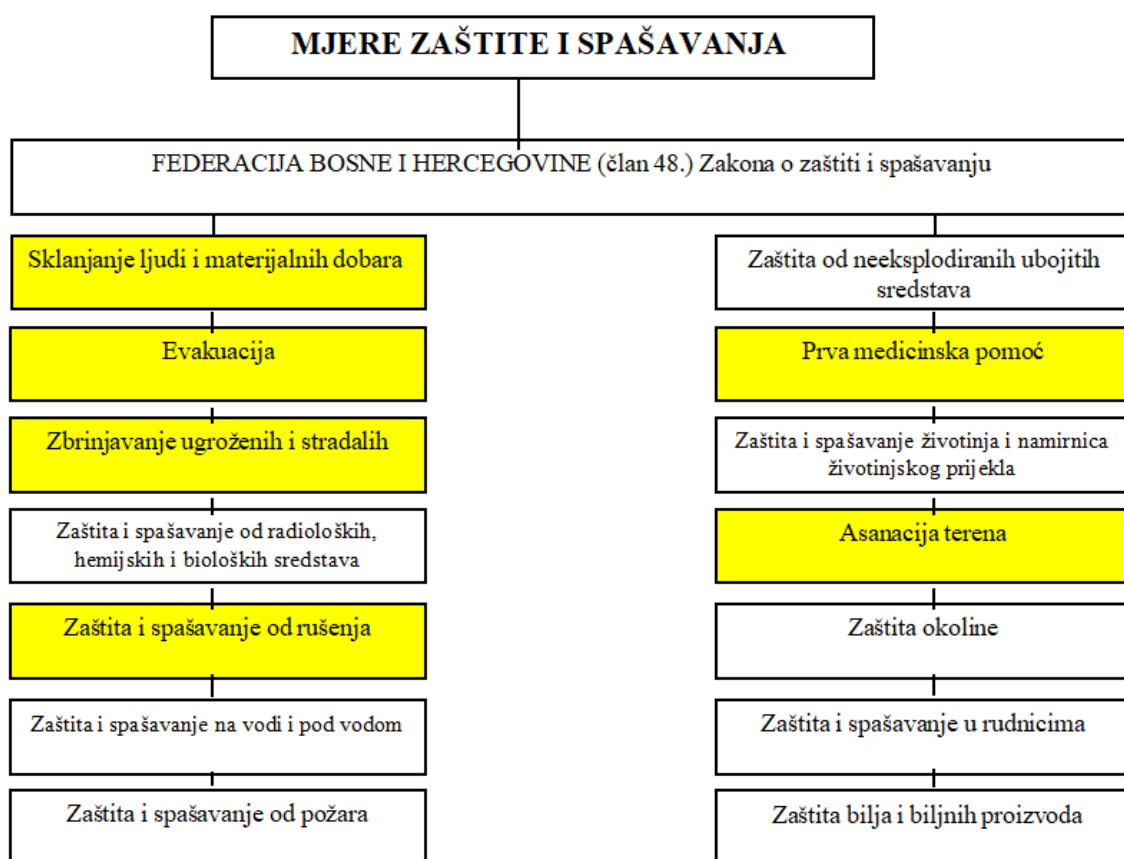 MJERE ZAŠTITE I SPAŠAVANJA
FEDERACIJA BOSNE I HERCEGOVINE (član 48.) Zakona o zaštiti i spašavanju
Sklanjanje ljudi i materijalnih dobara
Evakuacija
Zbrinjavanje ugroženih i stradalih
Zaštita i spašavanje od radioloških,
hemijskih i bioloških sredstava
Zaštita i spašavanje od rušenja
Zaštita i spašavanje na vodi i pod vodom
Zaštita i spašavanje od požara
Zaštita od neeksplodiranih ubojitih
sredstava
Prva medicinska pomoć
Zaštita i spašavanje životinja i namirnica
životinjskog prijekla
Asanacija terena
Zaštita okoline
Zaštita i spašavanje u rudnicima
Zaštita bilja i biljnih proizvoda